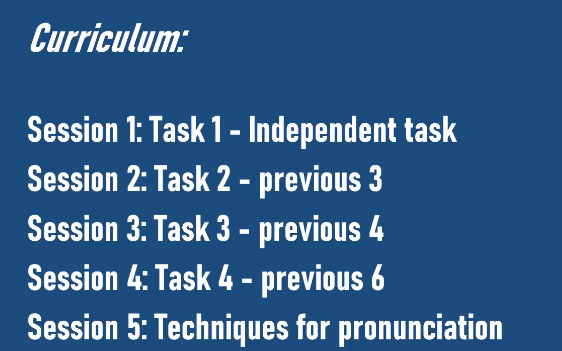 Curriculum:
Session 1: Task 1 - Independent task
Session 2: Task 2 - previous 3
Session 3: Task 3 - previous 4
Session 4: Task 4 - previous 6
Session 5: Techniques for pronunciation